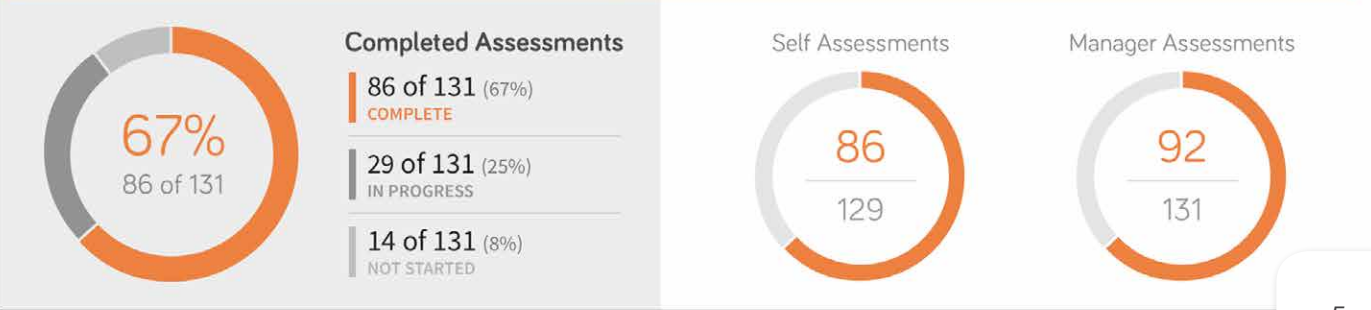 67%
86 of 131
Completed Assessments
86 of 131 (67%)
COMPLETE
29 of 131 (25%)
IN PROGRESS
14 of 131 (8%)
NOT STARTED
Self Assessments
86
129
Manager Assessments
92
131